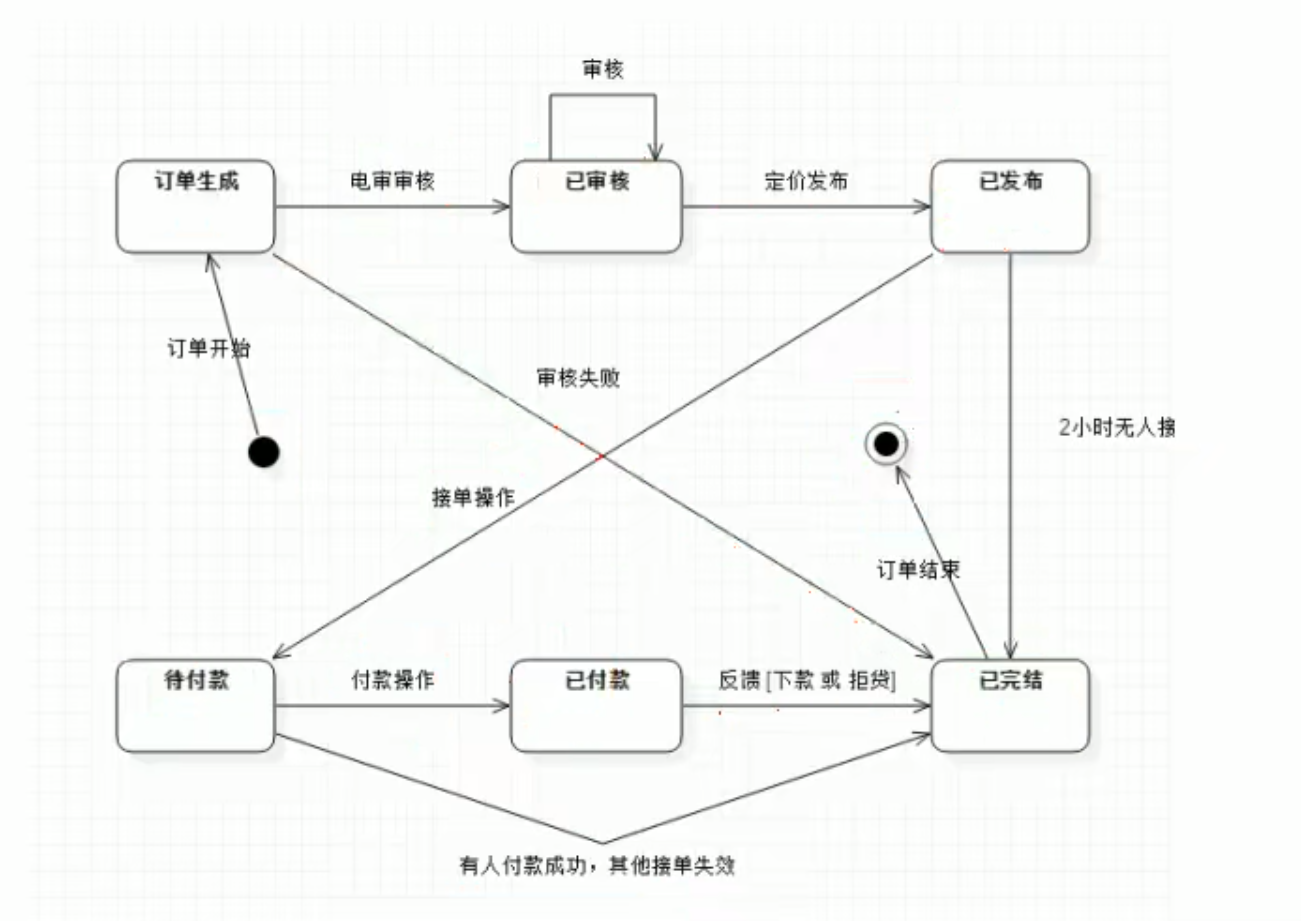 审核
订单生成
电审审核
已审核
定价发布
已发布
订单开始
审核失败
2小时无人接
接单操作
订单结束
待付款
付款操作
已付款
反馈 [下款 或 拒贷]
已完结
有人付款成功，其他接单失效